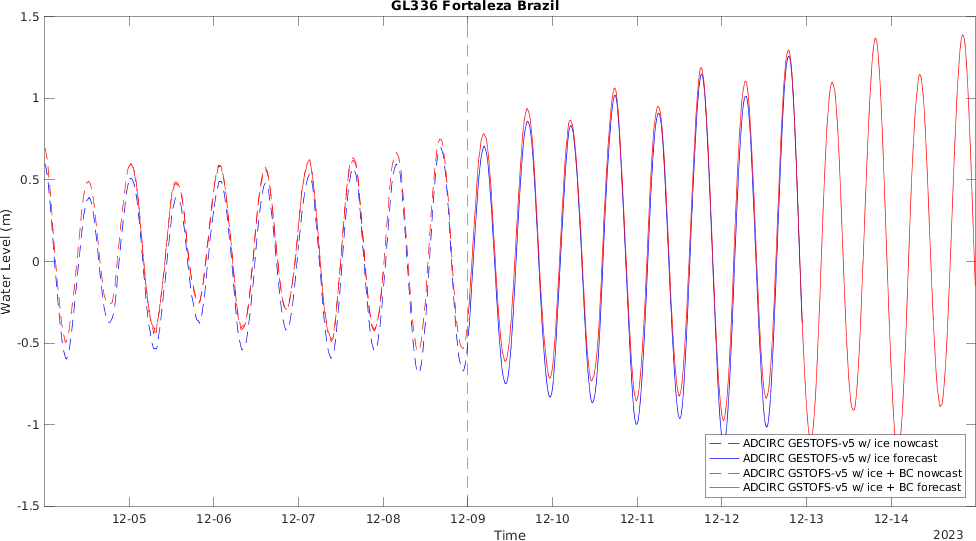 GL336 Fortaleza Brazil
1.5
1
0.5
0
-0.5
-1
-1.5
Water Level (m)
ADCIRC GESTOFS-v5 w/ ice nowcast
ADCIRC GESTOFS-v5 w/ ice forecast
ADCIRC GSTOFS-v5 w/ ice + BC nowcast
ADCIRC GSTOFS-v5 w/ ice + BC forecast
12-05 12-06 12-07 12-08 12-09 12-10 12-11 12-12 12-13 12-14
Time
2023